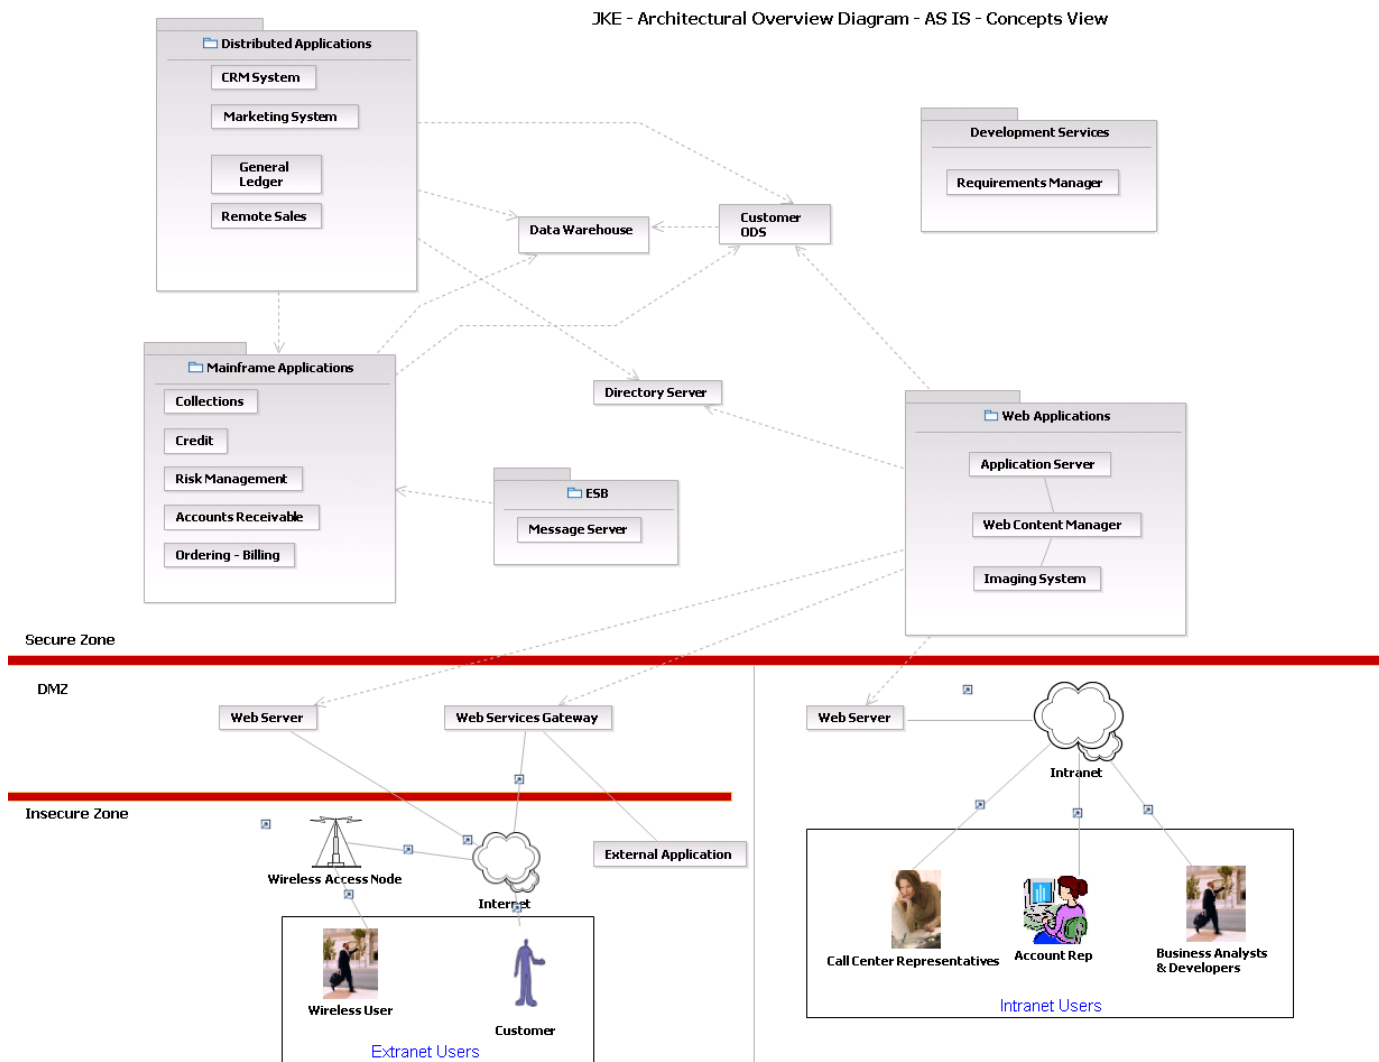 JKE - Architectural Overview Diagram - AS IS - Concepts View
Distributed Applications
CRM System
Marketing System
General
Ledger
Remote Sales
Development Services
Requirements Manager
Data Warehouse
Customer
ODS
Mainframe Applications
Collections
Credit
Risk Management
Accounts Receivable
Ordering - Billing
Directory Server
ESB
Message Server
Web Applications
Application Server
Web Content Manager
Imaging System
Secure Zone
DMZ
Web Server
Web Services Gateway
Web Server
Intranet
Insecure Zone
Wireless Access Node
Internet
External Application
Wireless User
Customer
Extranet Users
Call Center Representatives
Account Rep
Business Analysts
& Developers
Intranet Users